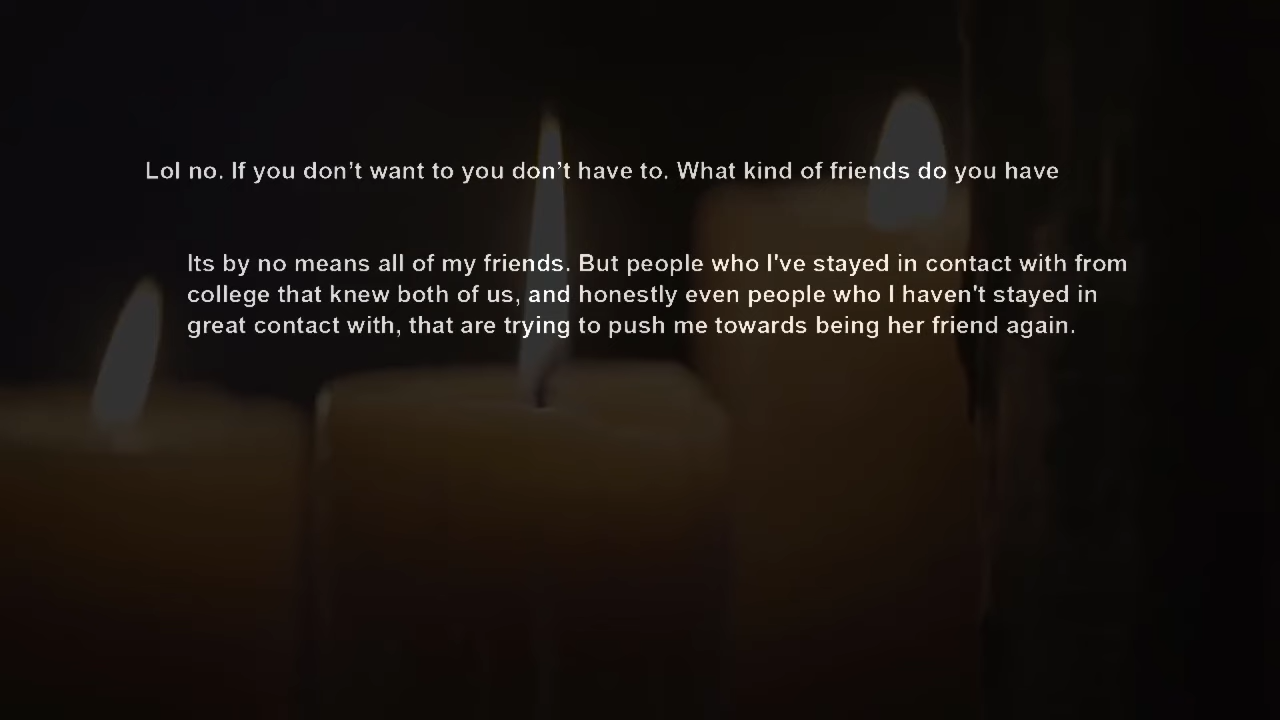 Lol no. If you don’t want to you don’t have to. What kind of friends do you have
Its by no means all of my friends. But people who I've stayed in contact with from
college that knew both of us, and honestly even people who I haven't stayed in
great contact with, that are trying to push me towards being her friend again.